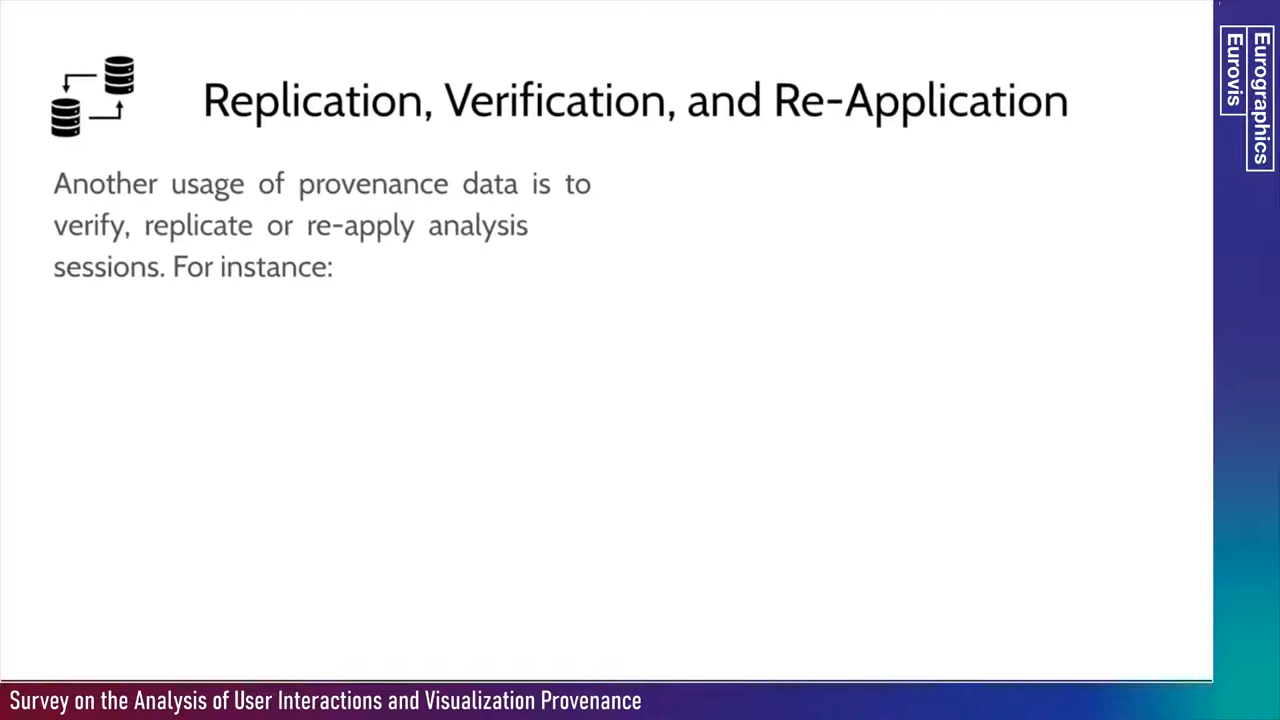 Replication, Verification, and Re-Application
Another usage of provenance data is to
verify, replicate or re-apply analysis
sessions. For instance:
Eurographics
Eurovis
Survey on the Analysis of User Interactions and Visualization Provenance